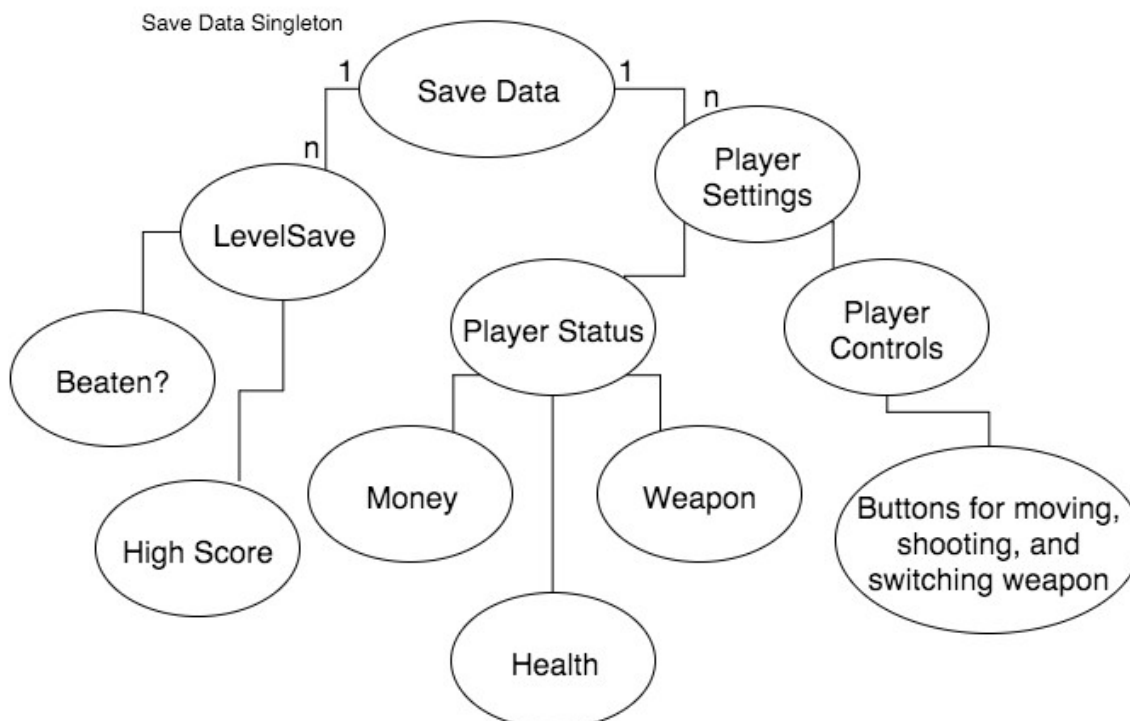 Save Data Singleton
1
Save Data
1
n
n
Player
Settings
LevelSave
Player Status
Player
Controls
Beaten?
Money
Weapon
Buttons for moving,
shooting, and
switching weapon
High Score
Health